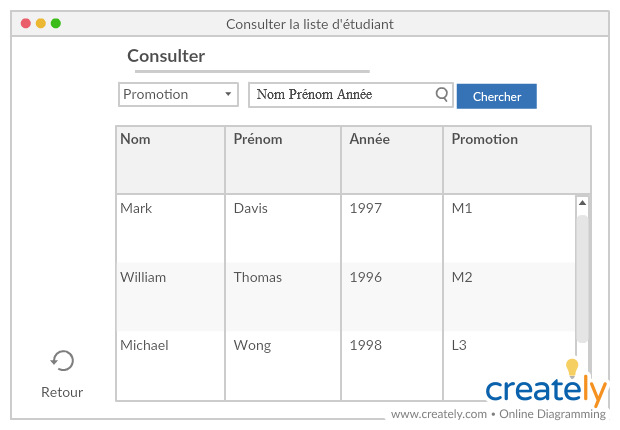 Consulter la liste d'étudiant
Consulter
Promotion Nom Prénom Année Chercher
Nom Prénom Année Promotion
Mark Davis 1997 M1
William Thomas 1996 M2
Michael Wong 1998 L3
Retour
creately
www.creately.com • Online Diagramming